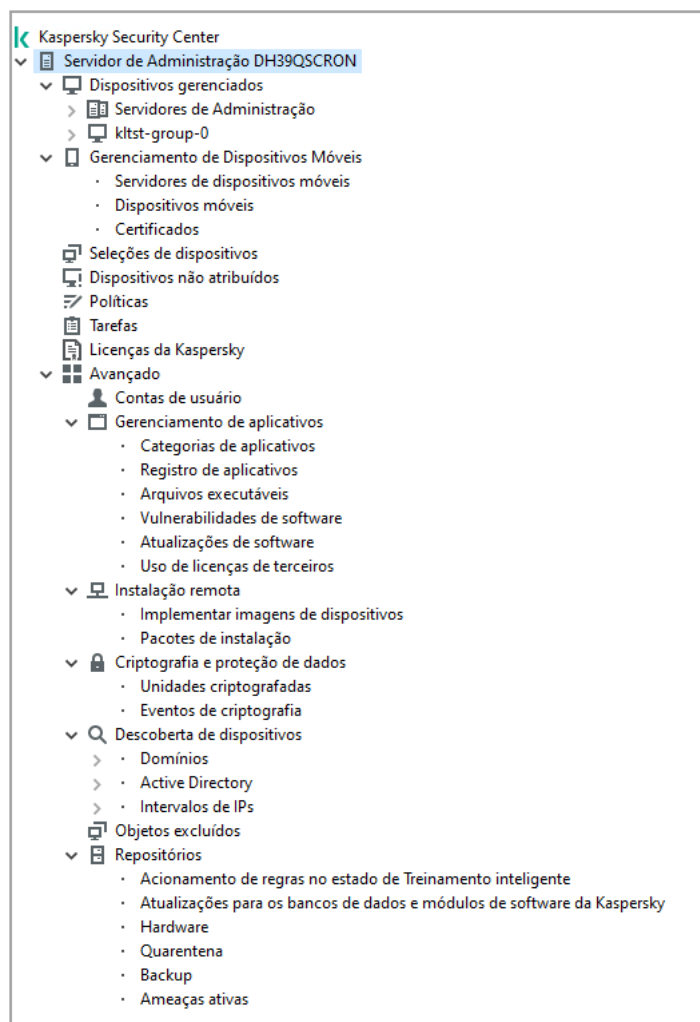 Kaspersky Security Center
Servidor de Administração DH39QSCRON
Dispositivos gerenciados
Servidores de Administração
kltst-group-0
Gerenciamento de Dispositivos Móveis
Servidores de dispositivos móveis
Dispositivos móveis
Certificados
Seleções de dispositivos
Dispositivos não atribuídos
Políticas
Tarefas
Licenças da Kaspersky
Avançado
Contas de usuário
Gerenciamento de aplicativos
Categorias de aplicativos
Registro de aplicativos
Arquivos executáveis
Vulnerabilidades de software
Atualizações de software
Uso de licenças de terceiros
Instalação remota
Implementar imagens de dispositivos
Pacotes de instalação
Criptografia e proteção de dados
Unidades criptografadas
Eventos de criptografia
Descoberta de dispositivos
Domínios
Active Directory
Intervalos de IPs
Objetos excluídos
Repositórios
Acionamento de regras no estado de Treinamento inteligente
Atualizações para os bancos de dados e módulos de software da Kaspersky
Hardware
Quarentena
Backup
Ameaças ativas